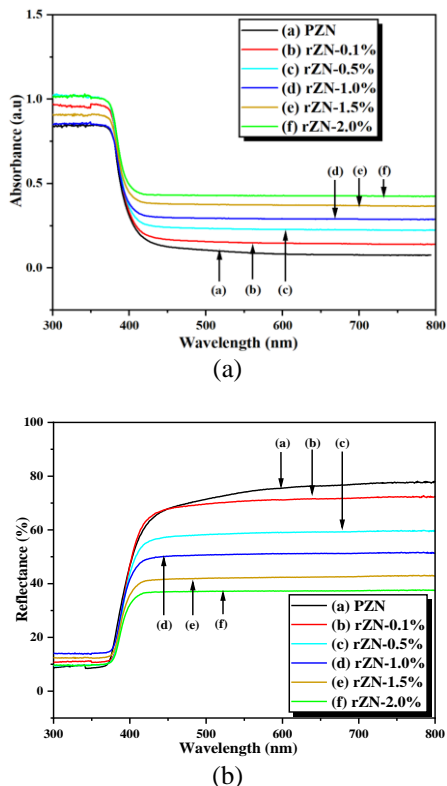 1.5
(a) PZN
(b) rZN-0.1%
(c) rZN-0.5%
(d) rZN-1.0%
(e) rZN-1.5%
(f) rZN-2.0%
1.0
0.5
0.0
Absorbance (a.u)
(d) (e) (f)
(a) (b) (c)
300 400 500 600 700 800
Wavelength (nm)
(a)
100
80
60
40
20
0
Reflectance (%)
(a) (b) (c)
(d) (e) (f)
(a) PZN
(b) rZN-0.1%
(c) rZN-0.5%
(d) rZN-1.0%
(e) rZN-1.5%
(f) rZN-2.0%
300 400 500 600 700 800
Wavelength (nm)
(b)